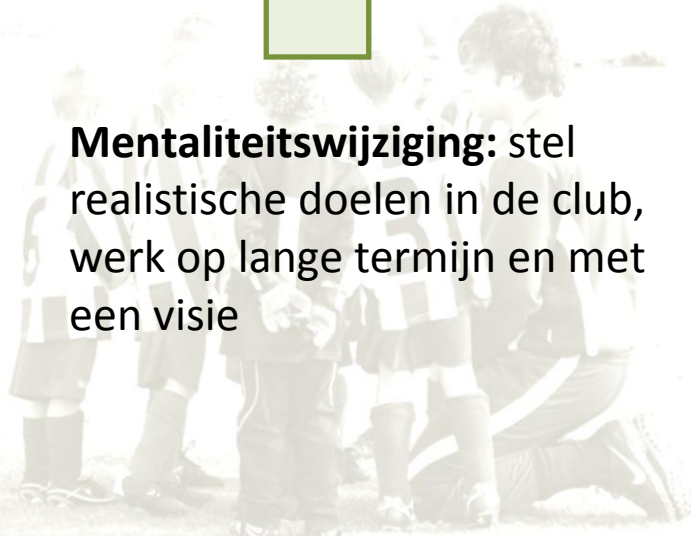 Mentaliteitswijziging: stel
realistische doelen in de club,
werk op lange termijn en met
een visie